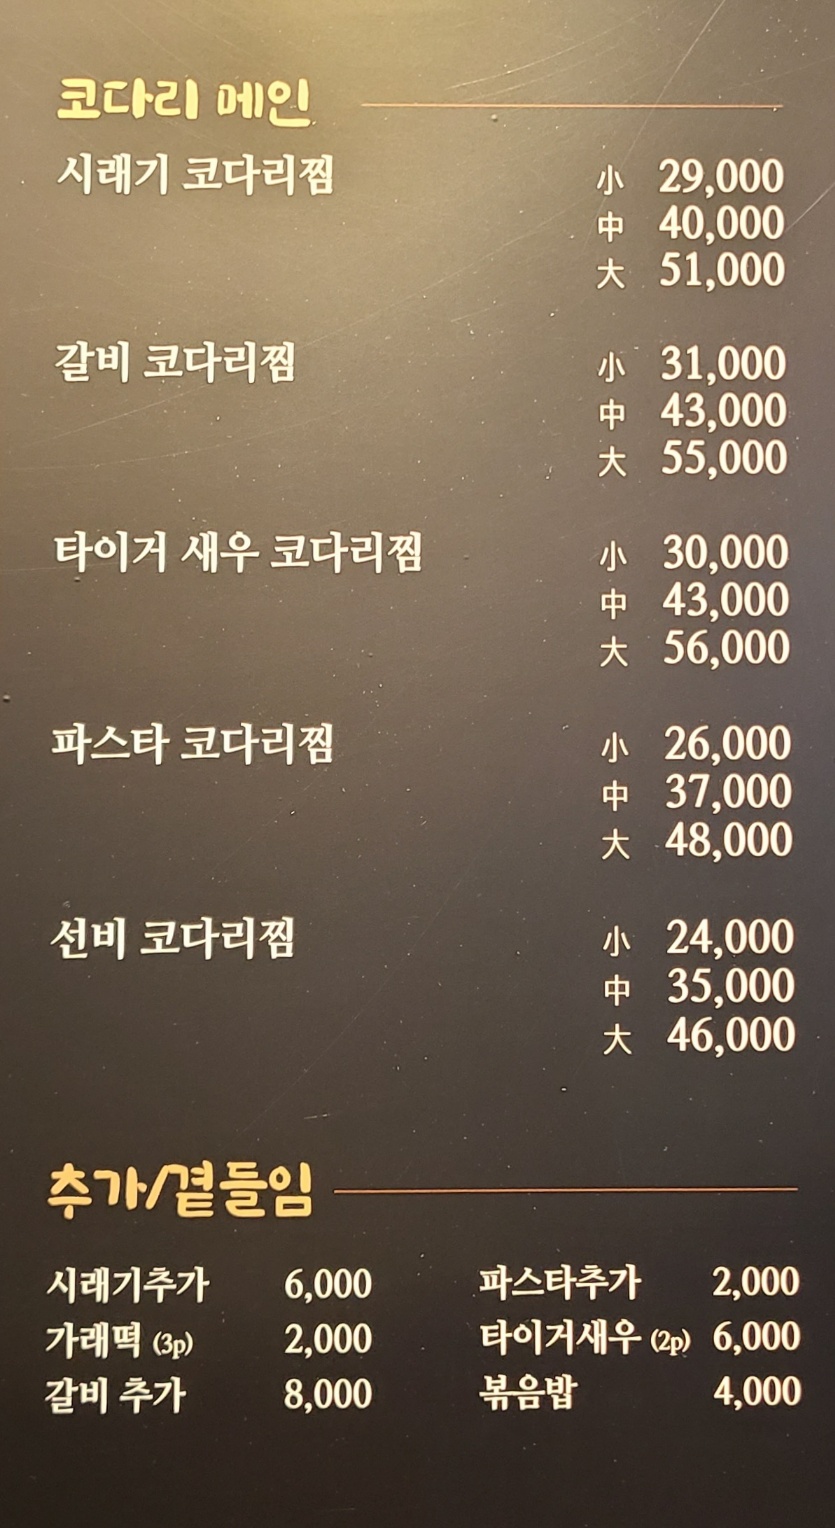 코다리 메인
시래기 코다리찜 小 29,000
中 40,000
大 51,000
갈비 코다리찜 小 31,000
中 43,000
大 55,000
타이거 새우 코다리찜 小 30,000
中 43,000
大 56,000
파스타 코다리찜 小 26,000
中 37,000
大 48,000
선비 코다리찜 小 24,000
中 35,000
大 46,000
추가/곁들임
시래기추가 6,000 파스타추가 2,000
가래떡 (3p) 2,000 타이거새우 (2p) 6,000
갈비 추가 8,000 볶음밥 4,000